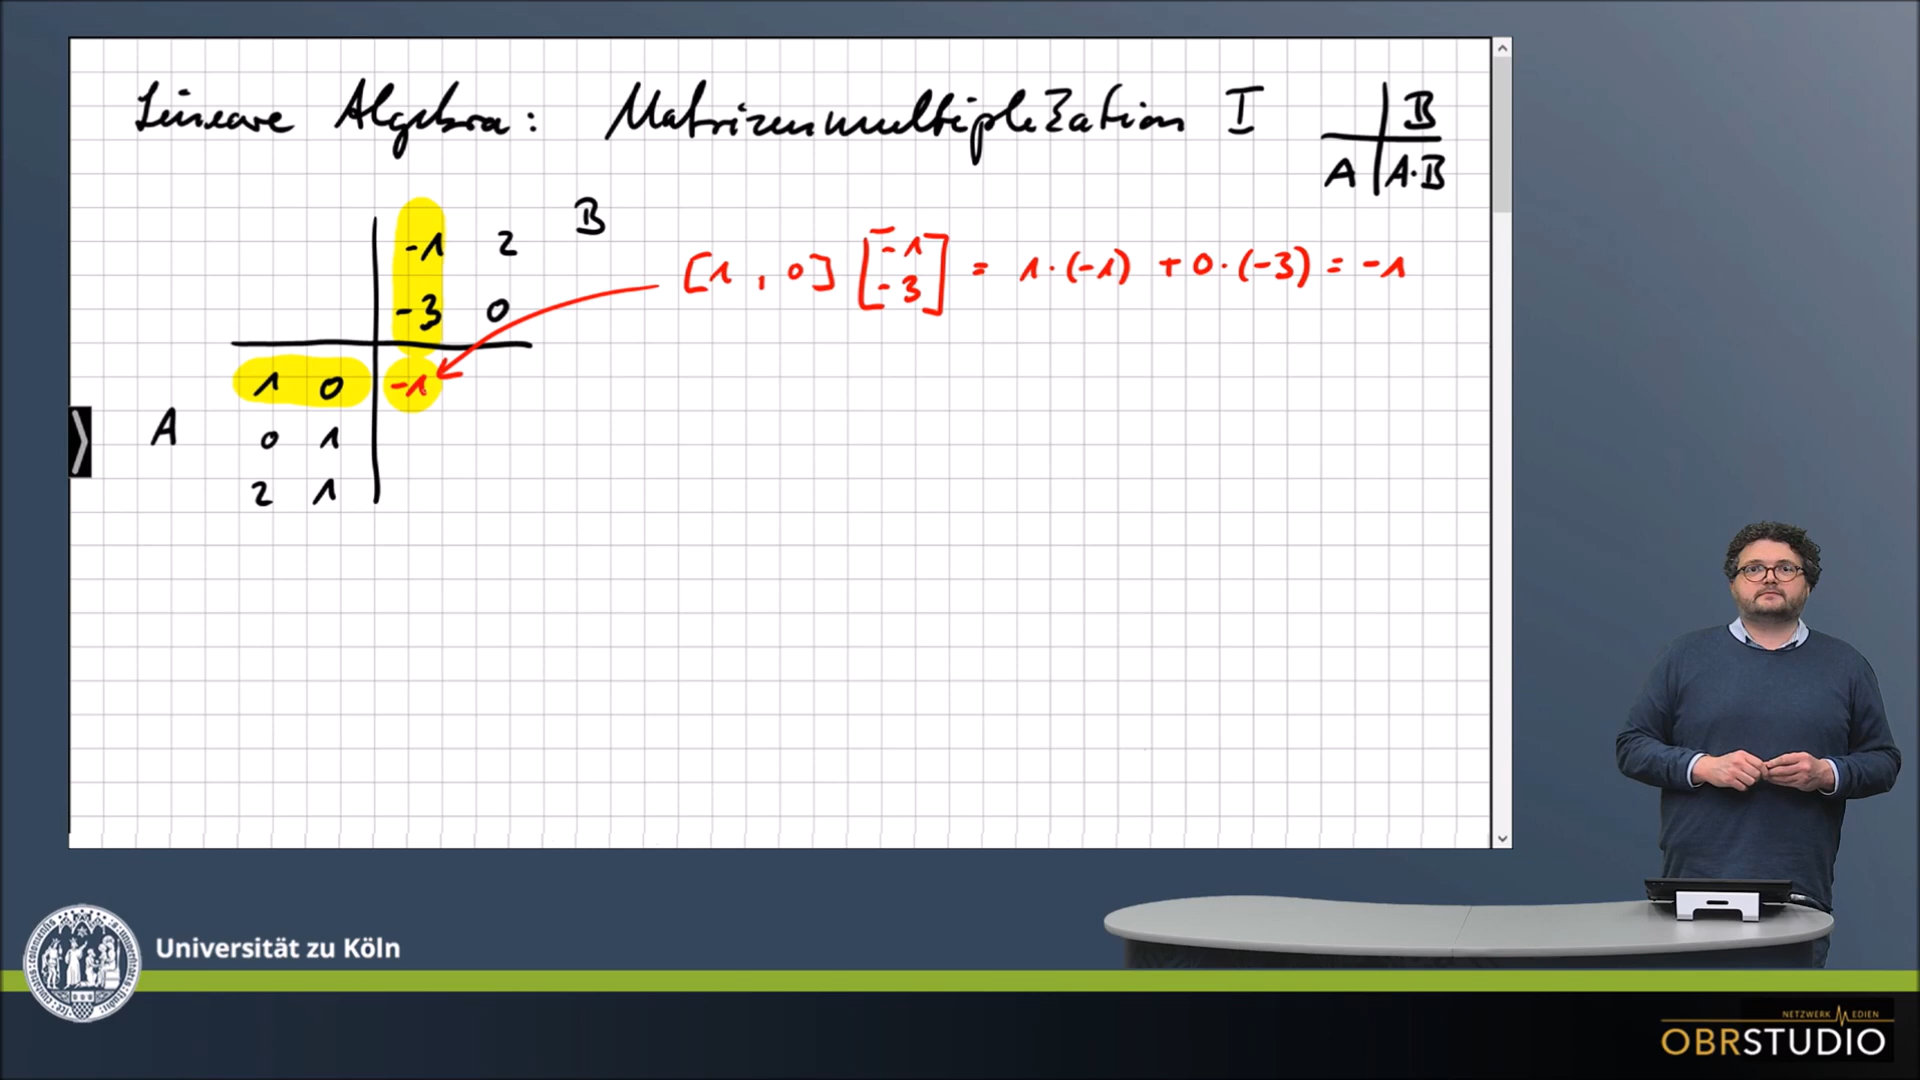 Lineare Algebra: Matrizenmultiplikation I
B
A A·B
-1 2 B
[1, 0] [-1 -3] = 1·(-1) + 0·(-3) = -1
-3 0
1 0 -1
A 0 1
2 1
Universität zu Köln
NETZWERK MEDIEN
OBRSTUDIO